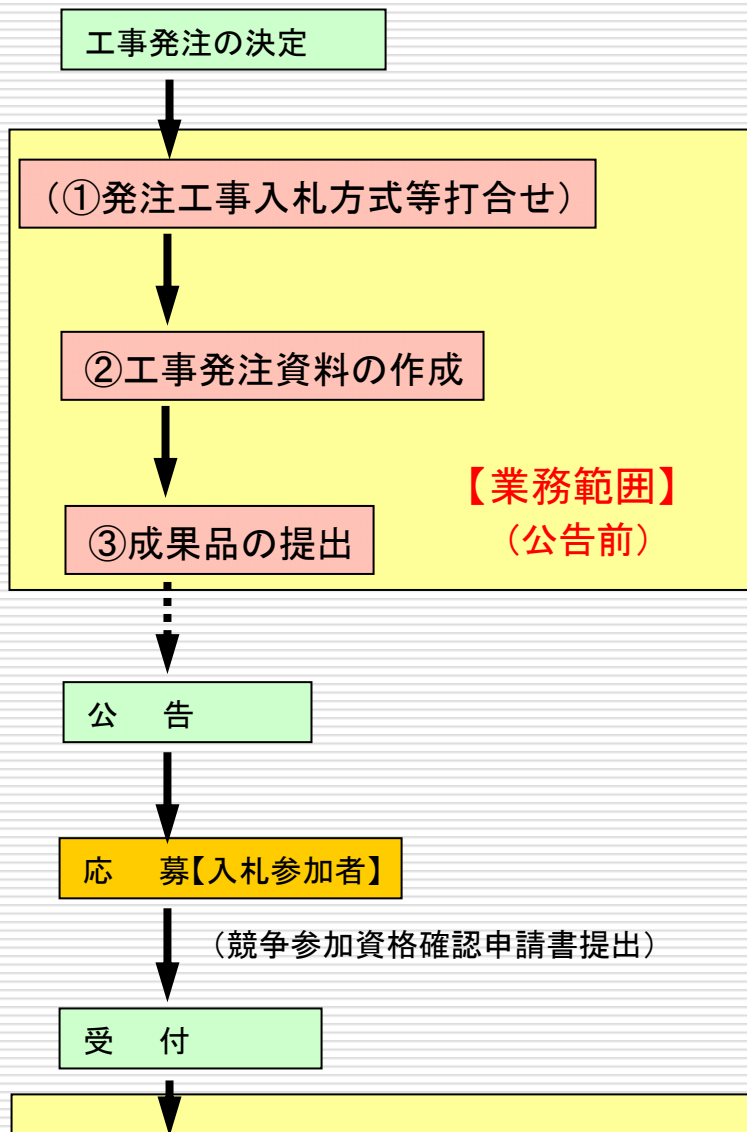 工事発注の決定
（①発注工事入札方式等打合せ）
②工事発注資料の作成
【業務範囲】
（公告前）
③成果品の提出
公　告
応　募【入札参加者】
（競争参加資格確認申請書提出）
受　付